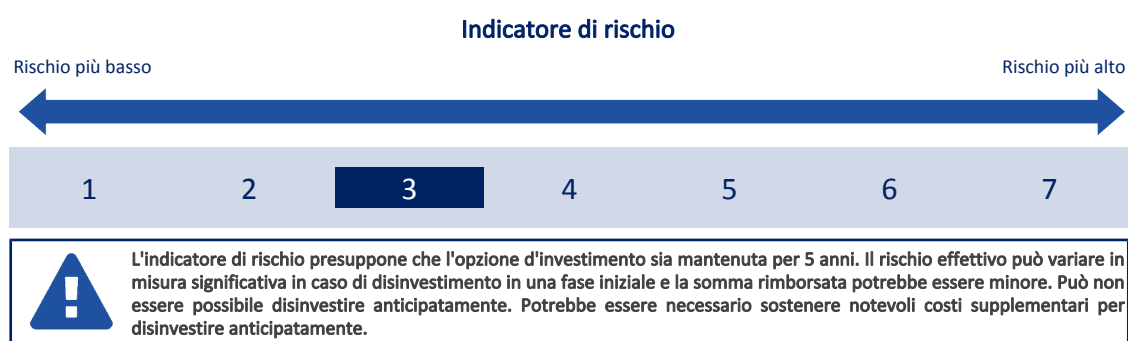 Indicatore di rischio
Rischio più basso
Rischio più alto
1 2 3 4 5 6 7
L'indicatore di rischio presuppone che l'opzione d'investimento sia mantenuta per 5 anni. Il rischio effettivo può variare in
misura significativa in caso di disinvestimento in una fase iniziale e la somma rimborsata potrebbe essere minore. Può non
essere possibile disinvestire anticipatamente. Potrebbe essere necessario sostenere notevoli costi supplementari per
disinvestire anticipatamente.